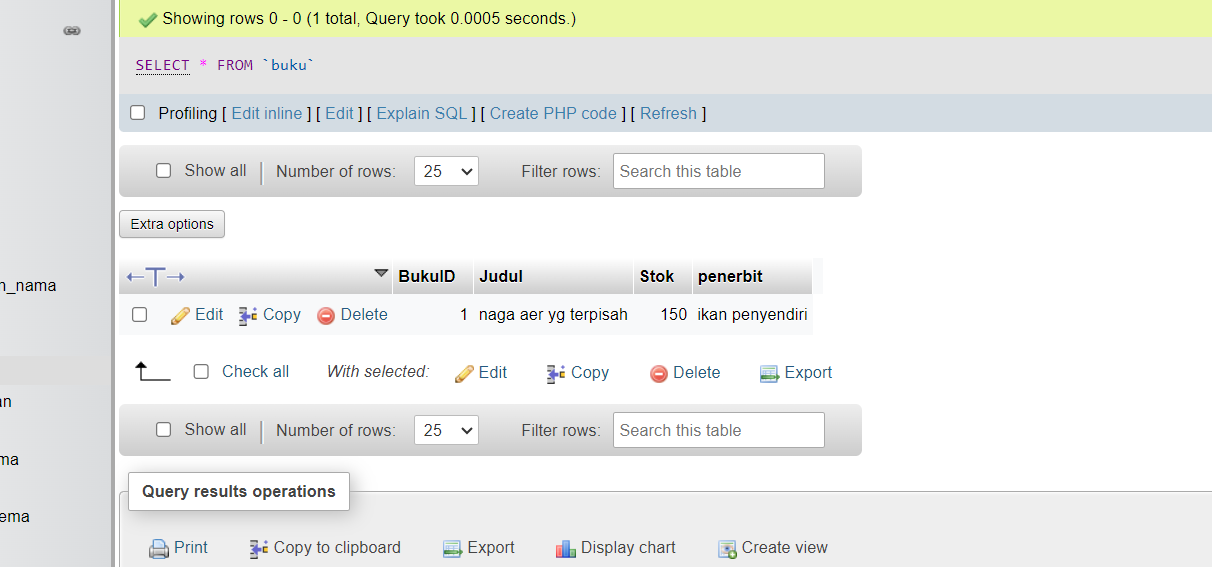 Showing rows 0 - 0 (1 total, Query took 0.0005 seconds.)
SELECT * FROM `buku`
Profiling [ Edit inline ] [ Edit ] [ Explain SQL ] [ Create PHP code ] [ Refresh ]
Show all Number of rows: 25 Filter rows: Search this table
Extra options
BukuID Judul Stok penerbit
_nama
Edit Copy Delete 1 naga aer yg terpisah 150 ikan penyendiri
Check all With selected: Edit Copy Delete Export
an
Show all Number of rows: 25 Filter rows: Search this table
ma
Query results operations
ema
Print Copy to clipboard Export Display chart Create view